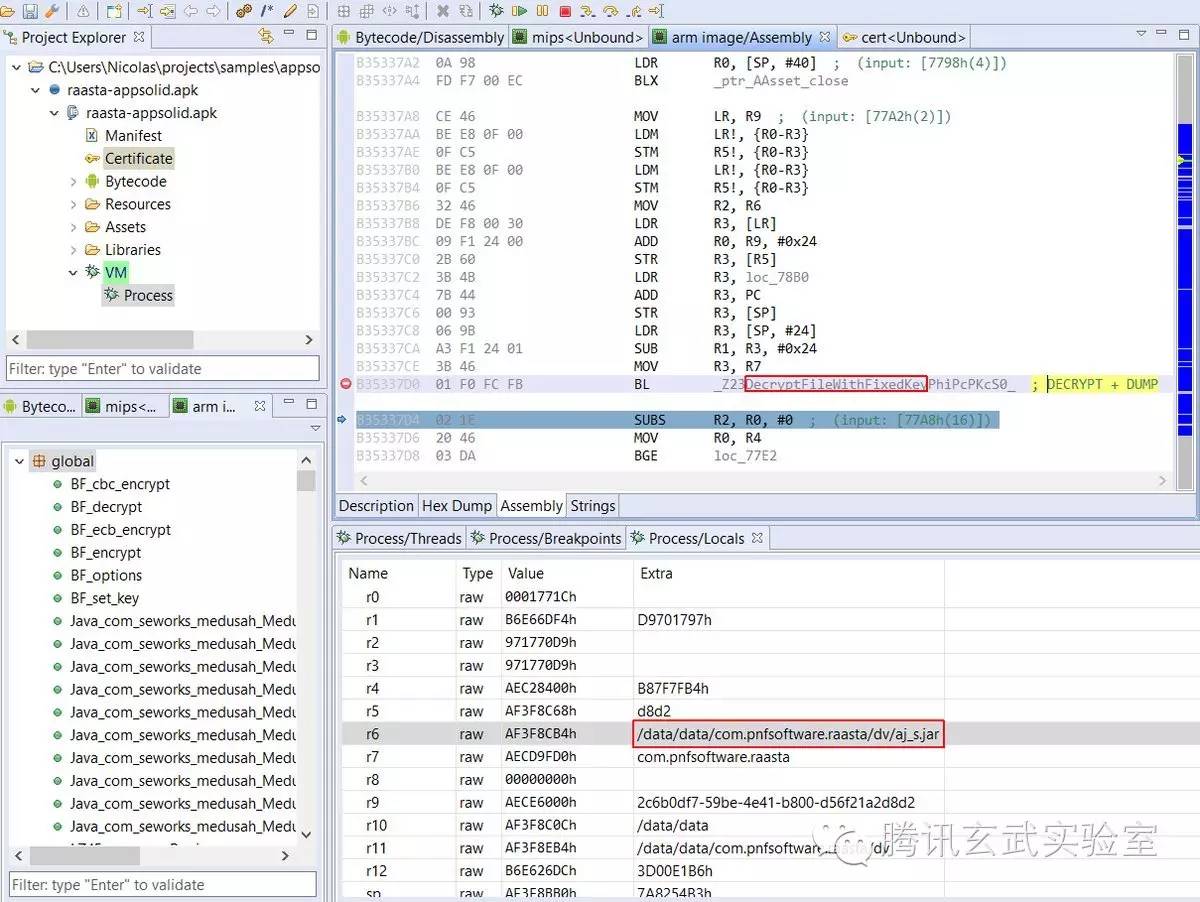 Project Explorer
C:\Users\Nicolas\projects\samples\appso
raasta-appsolid.apk
raasta-appsolid.apk
Manifest
Certificate
Bytecode
Resources
Assets
Libraries
VM
Process
Filter: type "Enter" to validate
Byteco... mips<... arm i...
global
BF_cbc_encrypt
BF_decrypt
BF_ecb_encrypt
BF_encrypt
BF_options
BF_set_key
Java_com_seworks_medusah_Medu
Java_com_seworks_medusah_Medu
Java_com_seworks_medusah_Medu
Java_com_seworks_medusah_Medu
Java_com_seworks_medusah_Medu
Java_com_seworks_medusah_Medu
Java_com_seworks_medusah_Medu
Java_com_seworks_medusah_Medu
Java_com_seworks_medusah_Medu
Java_com_seworks_medusah_Medu
Filter: type "Enter" to validate
Bytecode/Disassembly mips<Unbound> arm image/Assembly cert<Unbound>
B35337A2 0A 98 LDR R0, [SP, #40] ; (input: [7798h(4)])
B35337A4 FD F7 00 EC BLX _ptr_AAsset_close
B35337A8 CE 46 MOV LR, R9 ; (input: [77A2h(2)])
B35337AA BE E8 0F 00 LDM LR!, {R0-R3}
B35337AE 0F C5 STM R5!, {R0-R3}
B35337B0 BE E8 0F 00 LDM LR!, {R0-R3}
B35337B4 0F C5 STM R5!, {R0-R3}
B35337B6 32 46 MOV R2, R6
B35337B8 DE F8 00 30 LDR R3, [LR]
B35337BC 09 F1 24 00 ADD R0, R9, #0x24
B35337C0 2B 60 STR R3, [R5]
B35337C2 3B 4B LDR R3, loc_78B0
B35337C4 7B 44 ADD R3, PC
B35337C6 00 93 STR R3, [SP]
B35337C8 06 9B LDR R3, [SP, #24]
B35337CA A3 F1 24 01 SUB R1, R3, #0x24
B35337CE 3B 46 MOV R3, R7
B35337D0 01 F0 FC FB BL _Z23DecryptFileWithFixedKeyPhiPcPKcS0_ ; DECRYPT + DUMP
B35337D4 02 1E SUBS R2, R0, #0 ; (input: [77A8h(16)])
B35337D6 20 46 MOV R0, R4
B35337D8 03 DA BGE loc_77E2
Description Hex Dump Assembly Strings
Process/Threads Process/Breakpoints Process/Locals
Name Type Value Extra
r0 raw 0001771Ch
r1 raw B6E66DF4h D9701797h
r2 raw 971770D9h
r3 raw 971770D9h
r4 raw AEC28400h B87F7FB4h
r5 raw AF3F8C68h d8d2
r6 raw AF3F8CB4h /data/data/com.pnfsoftware.raasta/dv/aj_s.jar
r7 raw AECD9FD0h com.pnfsoftware.raasta
r8 raw 00000000h
r9 raw AECE6000h 2c6b0df7-59be-4e41-b800-d56f21a2d8d2
r10 raw AF3F8C0Ch /data/data
r11 raw AF3F8EB4h /data/data/com.pnfsoftware.raasta/dv/
r12 raw B6E626DCh 3D00E1B6h
sp raw AF3F8BB0h 7A8254B3h
腾讯玄武实验室